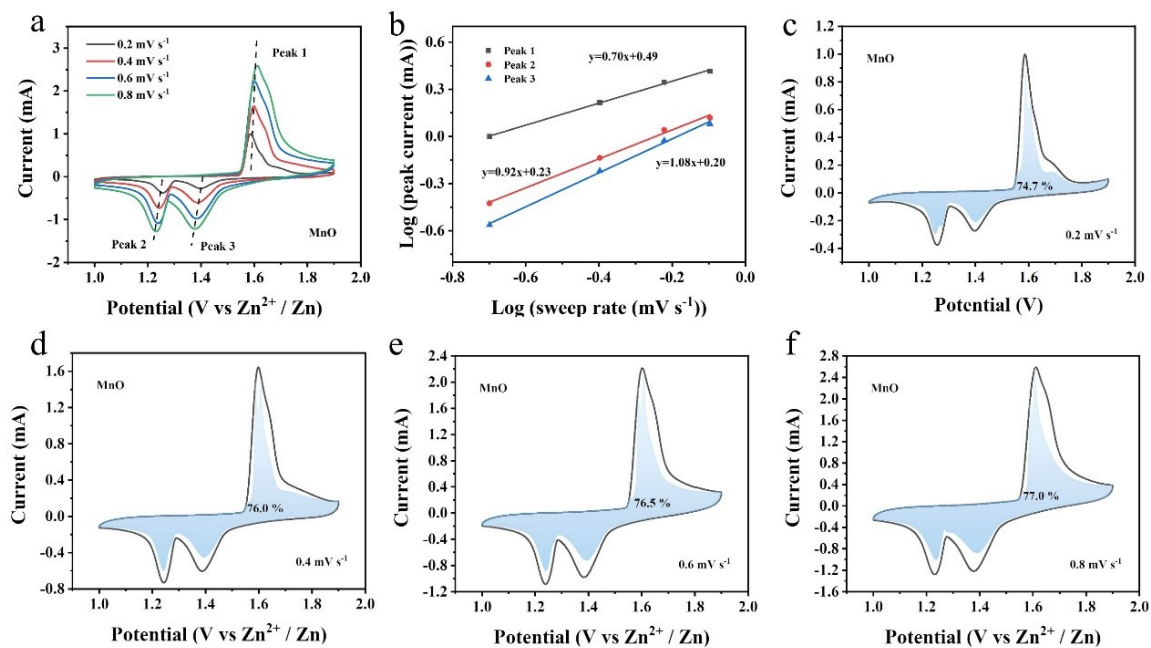 a
0.2 mV s⁻¹
0.4 mV s⁻¹
0.6 mV s⁻¹
0.8 mV s⁻¹
Peak 1
Peak 2
Peak 3
MnO
3
2
1
0
-1
-2
1.0 1.2 1.4 1.6 1.8 2.0
Current (mA)
Potential (V vs Zn²⁺ / Zn)
b
Peak 1
Peak 2
Peak 3
y=0.70x+0.49
y=0.92x+0.23
y=1.08x+0.20
0.6
0.3
0.0
-0.3
-0.6
-0.8 -0.6 -0.4 -0.2 0.0
Log (peak current (mA))
Log (sweep rate (mV s⁻¹))
c
MnO
74.7 %
0.2 mV s⁻¹
1.2
1.0
0.8
0.6
0.4
0.2
0.0
-0.2
-0.4
1.0 1.2 1.4 1.6 1.8 2.0
Current (mA)
Potential (V)
d
MnO
76.0 %
0.4 mV s⁻¹
1.6
1.2
0.8
0.4
0.0
-0.4
-0.8
1.0 1.2 1.4 1.6 1.8 2.0
Current (mA)
Potential (V vs Zn²⁺ / Zn)
e
MnO
76.5 %
0.6 mV s⁻¹
2.4
2.0
1.6
1.2
0.8
0.4
0.0
-0.4
-0.8
-1.2
1.0 1.2 1.4 1.6 1.8 2.0
Current (mA)
Potential (V vs Zn²⁺ / Zn)
f
MnO
77.0 %
0.8 mV s⁻¹
2.8
2.4
2.0
1.6
1.2
0.8
0.4
0.0
-0.4
-0.8
-1.2
-1.6
1.0 1.2 1.4 1.6 1.8 2.0
Current (mA)
Potential (V vs Zn²⁺ / Zn)